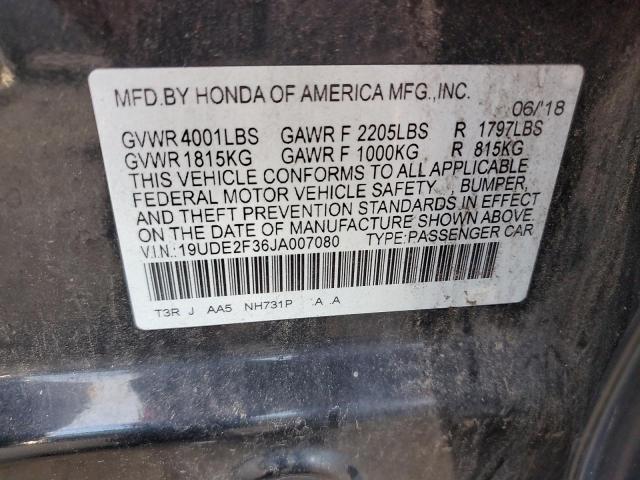 MFD.BY HONDA OF AMERICA MFG.,INC. 06/'18
GVWR 4001LBS GAWR F 2205LBS R 1797LBS
GVWR 1815KG GAWR F 1000KG R 815KG
THIS VEHICLE CONFORMS TO ALL APPLICABLE
FEDERAL MOTOR VEHICLE SAFETY, BUMPER,
AND THEFT PREVENTION STANDARDS IN EFFECT
ON THE DATE OF MANUFACTURE SHOWN ABOVE.
V.I.N.:19UDE2F36JA007080 TYPE:PASSENGER CAR
T3R J AA5 NH731P .A .A